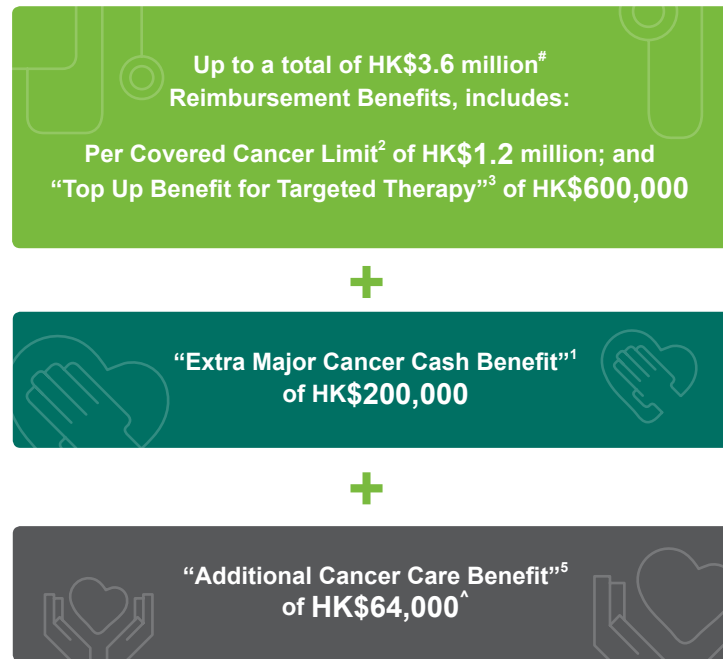 Up to a total of HK$3.6 million#
Reimbursement Benefits, includes:
Per Covered Cancer Limit2 of HK$1.2 million; and
“Top Up Benefit for Targeted Therapy”3 of HK$600,000
+
“Extra Major Cancer Cash Benefit”1
of HK$200,000
+
“Additional Cancer Care Benefit”5
of HK$64,000^